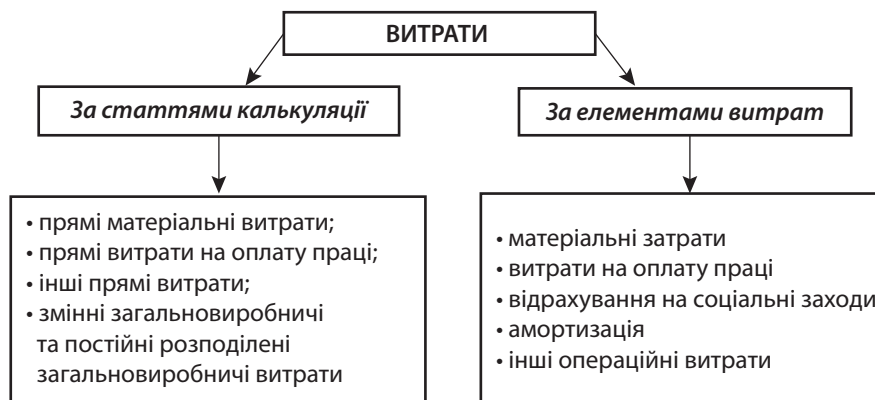 ВИТРАТИ
За статтями калькуляції
За елементами витрат
• прямі матеріальні витрати;
• прямі витрати на оплату праці;
• інші прямі витрати;
• змінні загальновиробничі
та постійні розподілені
загальновиробничі витрати
• матеріальні затрати
• витрати на оплату праці
• відрахування на соціальні заходи
• амортизація
• інші операційні витрати